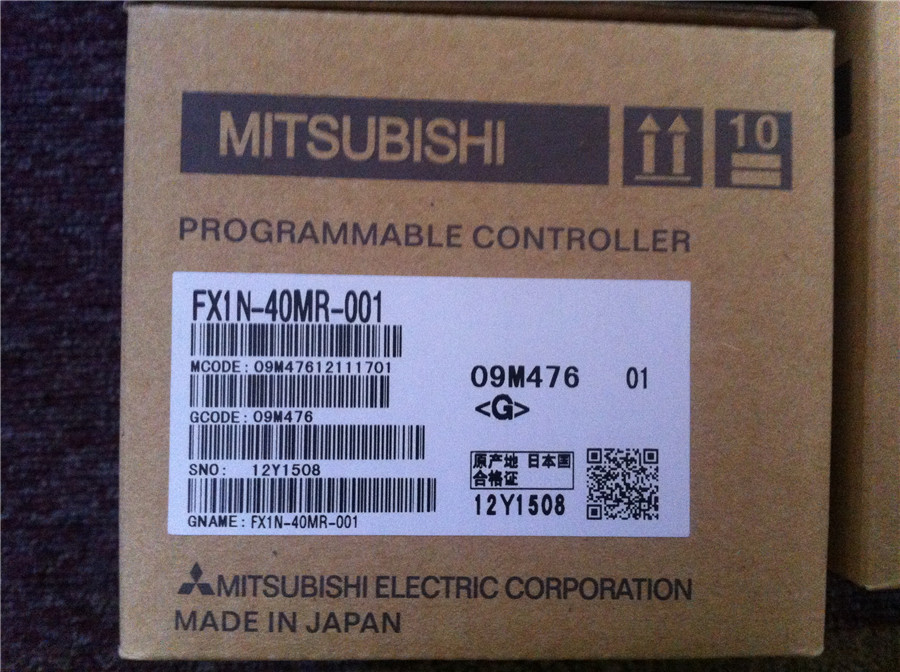 MITSUBISHI
10
PROGRAMMABLE CONTROLLER
FX1N-40MR-001
MCODE: 09M47612111701
GCODE: 09M476
SNO: 12Y1508
GNAME: FX1N-40MR-001
09M476 01
<G>
原产地 日本国
合格证
12Y1508
MITSUBISHI ELECTRIC CORPORATION
MADE IN JAPAN